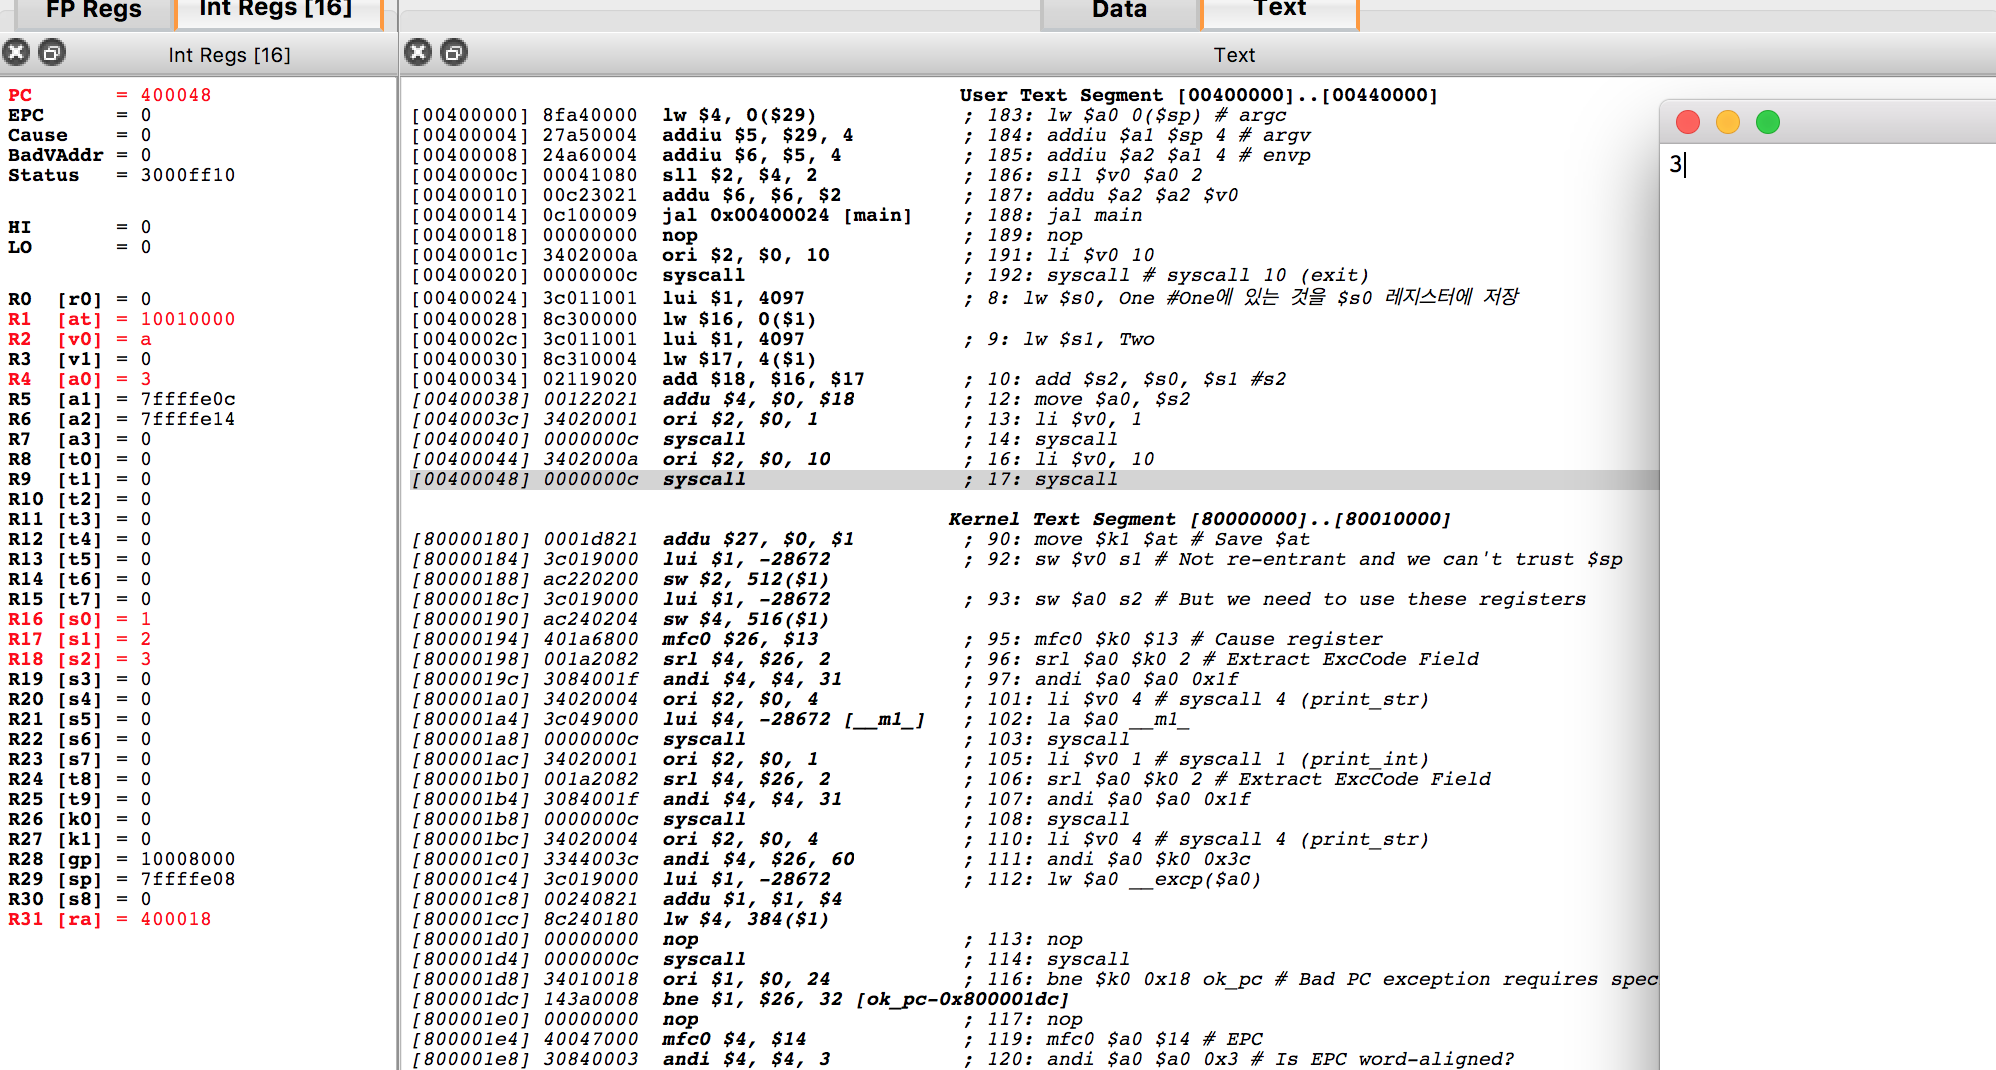 FP Regs Int Regs [16] Data Text
Int Regs [16] Text
PC = 400048
EPC = 0
Cause = 0
BadVAddr = 0
Status = 3000ff10
HI = 0
LO = 0
R0 [r0] = 0
R1 [at] = 10010000
R2 [v0] = a
R3 [v1] = 0
R4 [a0] = 3
R5 [a1] = 7ffffe0c
R6 [a2] = 7ffffe14
R7 [a3] = 0
R8 [t0] = 0
R9 [t1] = 0
R10 [t2] = 0
R11 [t3] = 0
R12 [t4] = 0
R13 [t5] = 0
R14 [t6] = 0
R15 [t7] = 0
R16 [s0] = 1
R17 [s1] = 2
R18 [s2] = 3
R19 [s3] = 0
R20 [s4] = 0
R21 [s5] = 0
R22 [s6] = 0
R23 [s7] = 0
R24 [t8] = 0
R25 [t9] = 0
R26 [k0] = 0
R27 [k1] = 0
R28 [gp] = 10008000
R29 [sp] = 7ffffe08
R30 [s8] = 0
R31 [ra] = 400018
User Text Segment [00400000]..[00440000]
[00400000] 8fa40000 lw $4, 0($29) ; 183: lw $a0 0($sp) # argc
[00400004] 27a50004 addiu $5, $29, 4 ; 184: addiu $a1 $sp 4 # argv
[00400008] 24a60004 addiu $6, $5, 4 ; 185: addiu $a2 $a1 4 # envp
[0040000c] 00041080 sll $2, $4, 2 ; 186: sll $v0 $a0 2
[00400010] 00c23021 addu $6, $6, $2 ; 187: addu $a2 $a2 $v0
[00400014] 0c100009 jal 0x00400024 [main] ; 188: jal main
[00400018] 00000000 nop ; 189: nop
[0040001c] 3402000a ori $2, $0, 10 ; 191: li $v0 10
[00400020] 0000000c syscall ; 192: syscall # syscall 10 (exit)
[00400024] 3c011001 lui $1, 4097 ; 8: lw $s0, One #One에 있는 것을 $s0 레지스터에 저장
[00400028] 8c300000 lw $16, 0($1)
[0040002c] 3c011001 lui $1, 4097 ; 9: lw $s1, Two
[00400030] 8c310004 lw $17, 4($1)
[00400034] 02119020 add $18, $16, $17 ; 10: add $s2, $s0, $s1 #s2
[00400038] 00122021 addu $4, $0, $18 ; 12: move $a0, $s2
[0040003c] 34020001 ori $2, $0, 1 ; 13: li $v0, 1
[00400040] 0000000c syscall ; 14: syscall
[00400044] 3402000a ori $2, $0, 10 ; 16: li $v0, 10
[00400048] 0000000c syscall ; 17: syscall
Kernel Text Segment [80000000]..[80010000]
[80000180] 0001d821 addu $27, $0, $1 ; 90: move $k1 $at # Save $at
[80000184] 3c019000 lui $1, -28672 ; 92: sw $v0 s1 # Not re-entrant and we can't trust $sp
[80000188] ac220200 sw $2, 512($1)
[8000018c] 3c019000 lui $1, -28672 ; 93: sw $a0 s2 # But we need to use these registers
[80000190] ac240204 sw $4, 516($1)
[80000194] 401a6800 mfc0 $26, $13 ; 95: mfc0 $k0 $13 # Cause register
[80000198] 001a2082 srl $4, $26, 2 ; 96: srl $a0 $k0 2 # Extract ExcCode Field
[8000019c] 3084001f andi $4, $4, 31 ; 97: andi $a0 $a0 0x1f
[800001a0] 34020004 ori $2, $0, 4 ; 101: li $v0 4 # syscall 4 (print_str)
[800001a4] 3c049000 lui $4, -28672 [__m1_] ; 102: la $a0 __m1_
[800001a8] 0000000c syscall ; 103: syscall
[800001ac] 34020001 ori $2, $0, 1 ; 105: li $v0 1 # syscall 1 (print_int)
[800001b0] 001a2082 srl $4, $26, 2 ; 106: srl $a0 $k0 2 # Extract ExcCode Field
[800001b4] 3084001f andi $4, $4, 31 ; 107: andi $a0 $a0 0x1f
[800001b8] 0000000c syscall ; 108: syscall
[800001bc] 34020004 ori $2, $0, 4 ; 110: li $v0 4 # syscall 4 (print_str)
[800001c0] 3344003c andi $4, $26, 60 ; 111: andi $a0 $k0 0x3c
[800001c4] 3c019000 lui $1, -28672 ; 112: lw $a0 __excp($a0)
[800001c8] 00240821 addu $1, $1, $4
[800001cc] 8c240180 lw $4, 384($1)
[800001d0] 00000000 nop ; 113: nop
[800001d4] 0000000c syscall ; 114: syscall
[800001d8] 34010018 ori $1, $0, 24 ; 116: bne $k0 0x18 ok_pc # Bad PC exception requires spec
[800001dc] 143a0008 bne $1, $26, 32 [ok_pc-0x800001dc]
[800001e0] 00000000 nop ; 117: nop
[800001e4] 40047000 mfc0 $4, $14 ; 119: mfc0 $a0 $14 # EPC
[800001e8] 30840003 andi $4, $4, 3 ; 120: andi $a0 $a0 0x3 # Is EPC word-aligned?
3